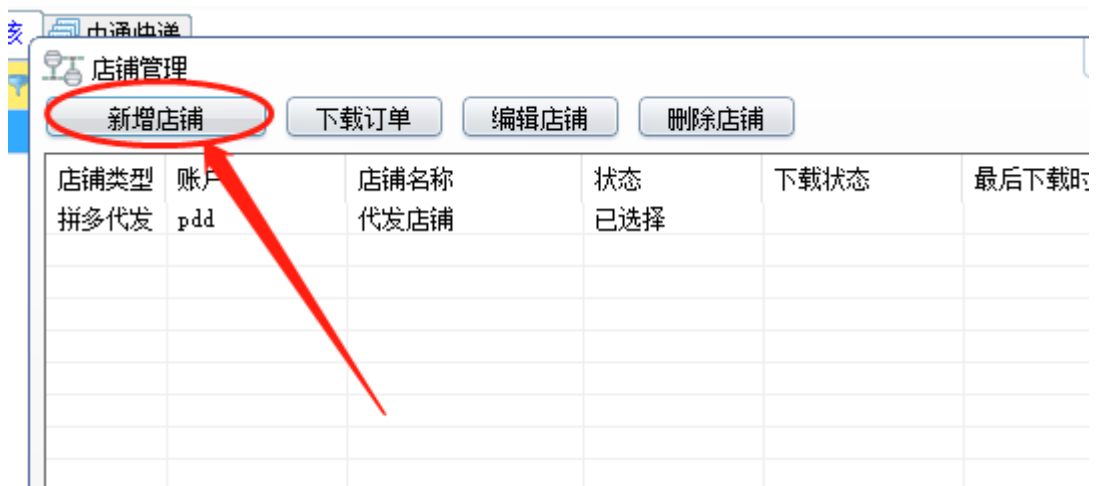 中通快递
店铺管理
新增店铺 下载订单 编辑店铺 删除店铺
店铺类型 账户 店铺名称 状态 下载状态 最后下载时
拼多代发 pdd 代发店铺 已选择